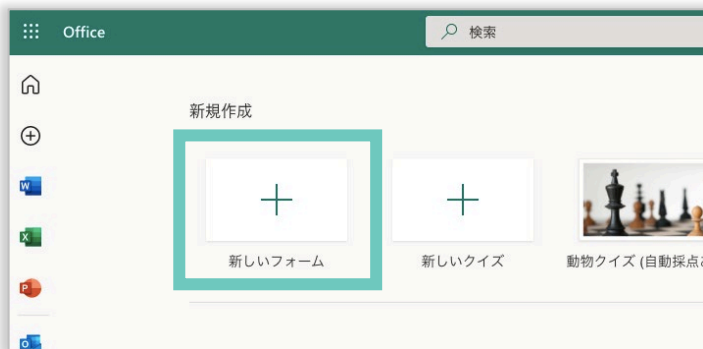 Office
検索
新規作成
新しいフォーム
新しいクイズ
動物クイズ (自動採点
W
X
P
O